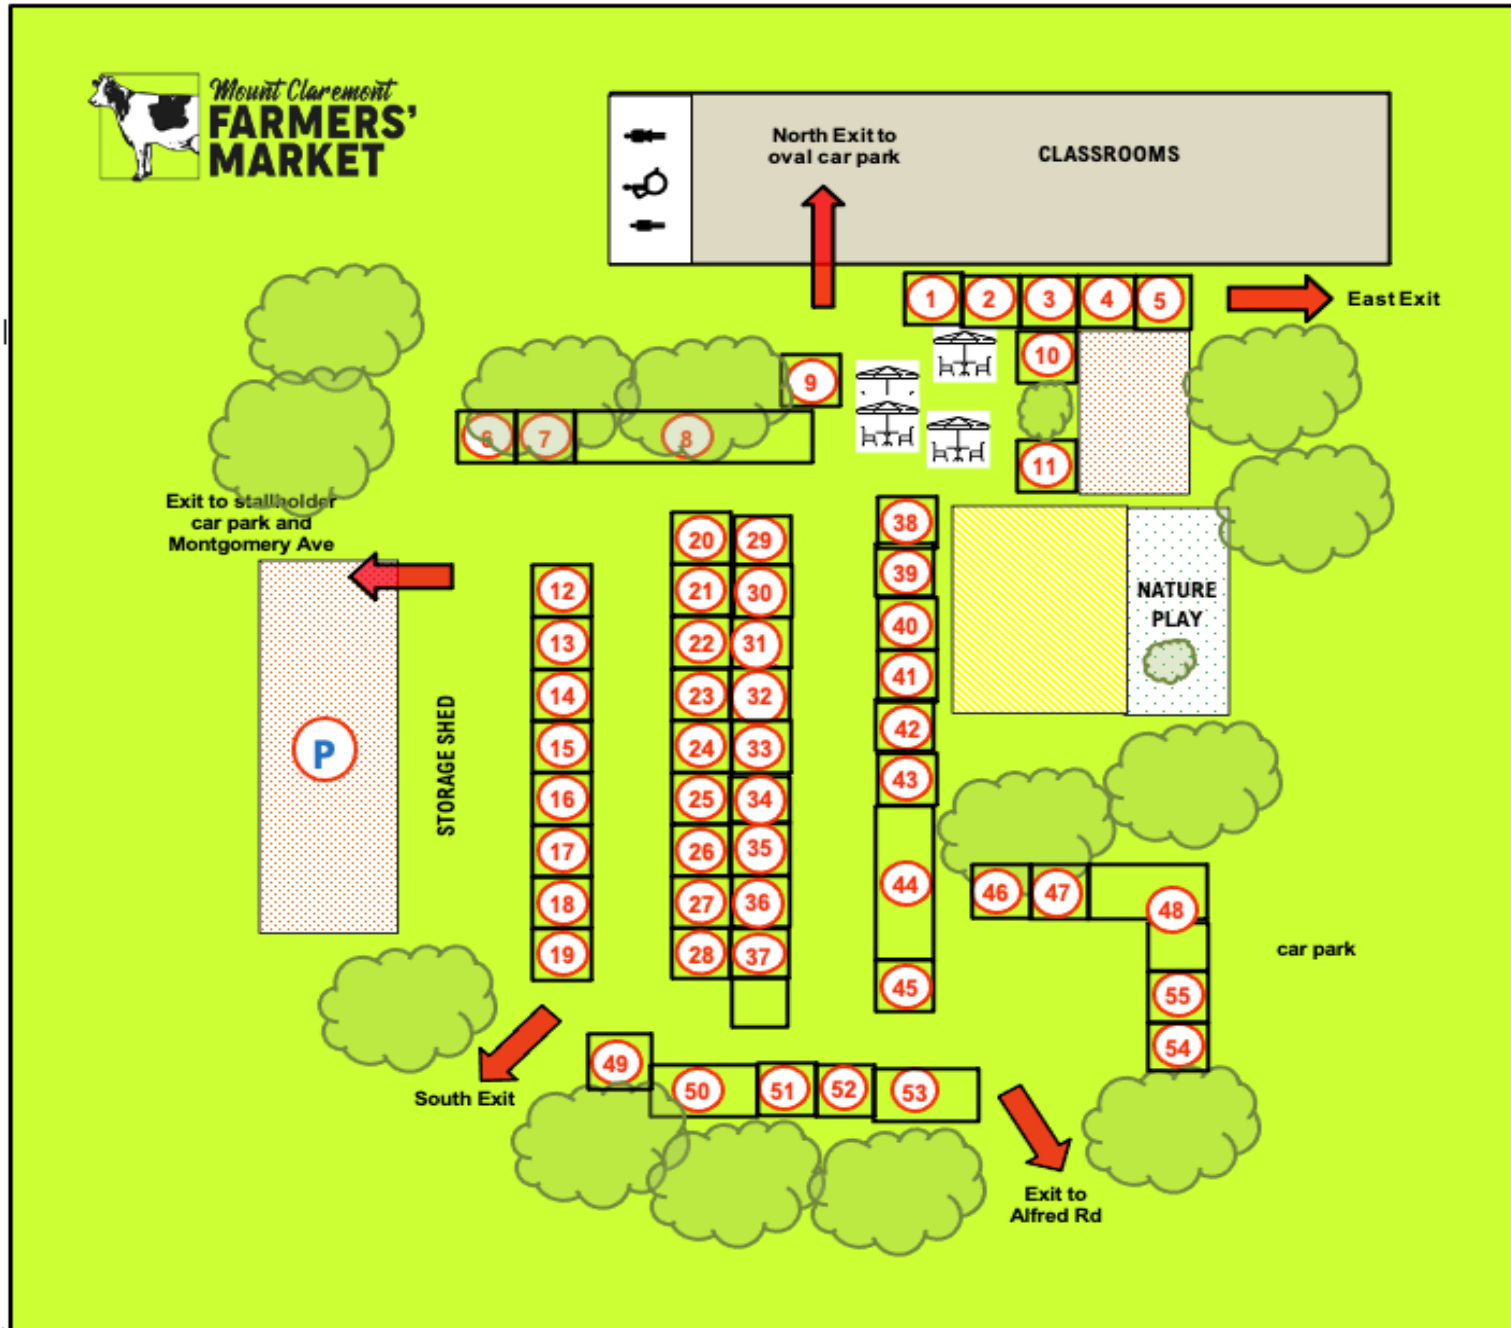 Mount Claremont
FARMERS'
MARKET
North Exit to
oval car park
CLASSROOMS
1 2 3 4 5
East Exit
10
9
6 7 8
11
Exit to stallholder
car park and
Montgomery Ave
38
20 29
39
12 21 30
NATURE
PLAY
40
13 22 31
41
14 23 32
42
P
STORAGE SHED
15 24 33
43
16 25 34
17 26 35
44
46 47 48
18 27 36
car park
19 28 37
45
55
54
49
50 51 52 53
South Exit
Exit to
Alfred Rd